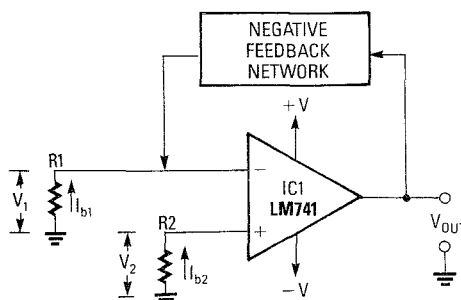 NEGATIVE
FEEDBACK
NETWORK
+V
R1
V1
Ib1
−
IC1
LM741
+
R2
V2
Ib2
−V
VOUT